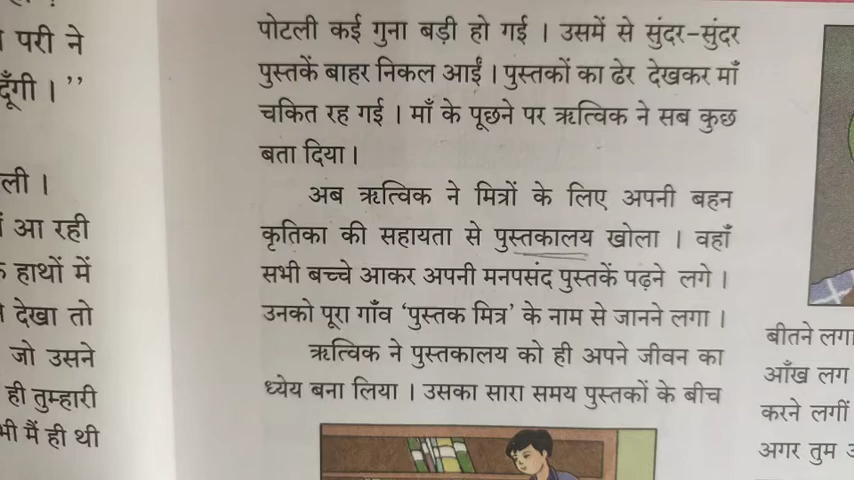 परी ने
दूँगी ।’’
ली ।
आ रही
हाथों में
देखा तो
जो उसने
ही तुम्हारी
मैं ही थी
पोटली कई गुना बड़ी हो गई । उसमें से सुंदर-सुंदर
पुस्तकें बाहर निकल आईं । पुस्तकों का ढेर देखकर माँ
चकित रह गई । माँ के पूछने पर ऋत्विक ने सब कुछ
बता दिया ।
अब ऋत्विक ने मित्रों के लिए अपनी बहन
कृतिका की सहायता से पुस्तकालय खोला । वहाँ
सभी बच्चे आकर अपनी मनपसंद पुस्तकें पढ़ने लगे ।
उनको पूरा गाँव ‘पुस्तक मित्र’ के नाम से जानने लगा ।
ऋत्विक ने पुस्तकालय को ही अपने जीवन का
ध्येय बना लिया । उसका सारा समय पुस्तकों के बीच
बीतने लगा
आँख लग
करने लगीं
अगर तुम